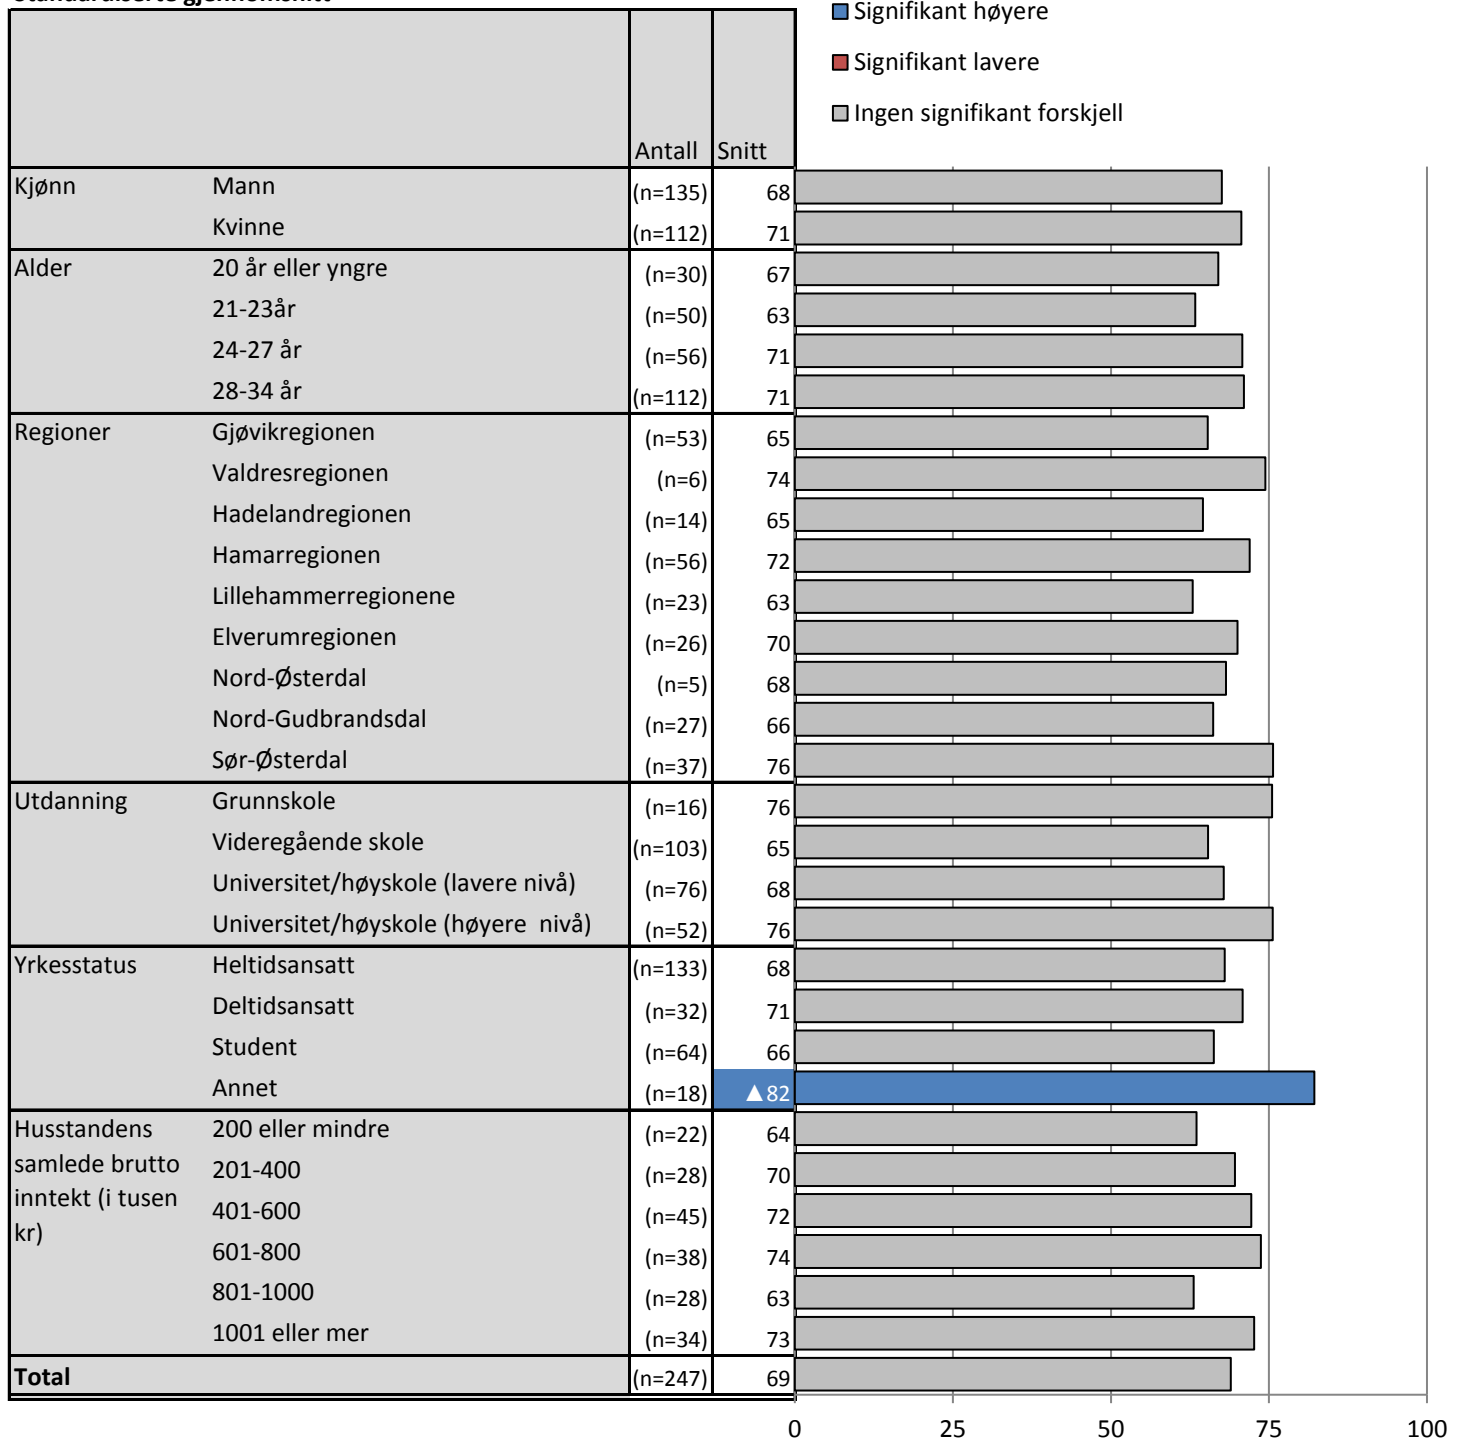 Standardiserte gjennomsnitt
Signifikant høyere
Signifikant lavere
Ingen signifikant forskjell
Antall Snitt
Kjønn Mann (n=135) 68
Kvinne (n=112) 71
Alder 20 år eller yngre (n=30) 67
21-23år (n=50) 63
24-27 år (n=56) 71
28-34 år (n=112) 71
Regioner Gjøvikregionen (n=53) 65
Valdresregionen (n=6) 74
Hadelandregionen (n=14) 65
Hamarregionen (n=56) 72
Lillehammerregionene (n=23) 63
Elverumregionen (n=26) 70
Nord-Østerdal (n=5) 68
Nord-Gudbrandsdal (n=27) 66
Sør-Østerdal (n=37) 76
Utdanning Grunnskole (n=16) 76
Videregående skole (n=103) 65
Universitet/høyskole (lavere nivå) (n=76) 68
Universitet/høyskole (høyere  nivå) (n=52) 76
Yrkesstatus Heltidsansatt (n=133) 68
Deltidsansatt (n=32) 71
Student (n=64) 66
Annet (n=18) ▲82
Husstandens 200 eller mindre (n=22) 64
samlede brutto 201-400 (n=28) 70
inntekt (i tusen 401-600 (n=45) 72
kr) 601-800 (n=38) 74
801-1000 (n=28) 63
1001 eller mer (n=34) 73
Total (n=247) 69
0 25 50 75 100